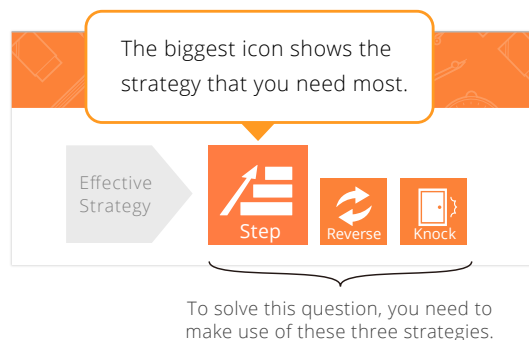 The biggest icon shows the
strategy that you need most.
Effective
Strategy
Step
Reverse
Knock
To solve this question, you need to
make use of these three strategies.